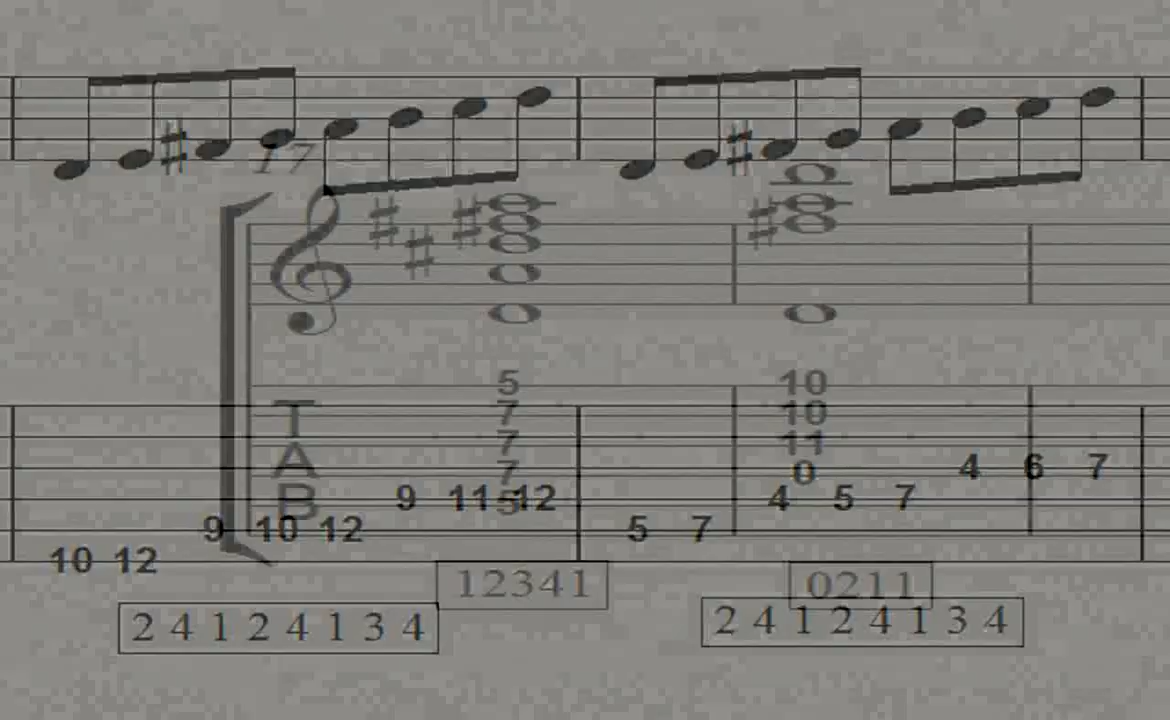 17
5
10
T 7 10
7 11
A 7 0 4 6 7
B 9 11 12 5 4 5 7
9 10 12 5 7
10 12
12341 0211
2 4 1 2 4 1 3 4 2 4 1 2 4 1 3 4